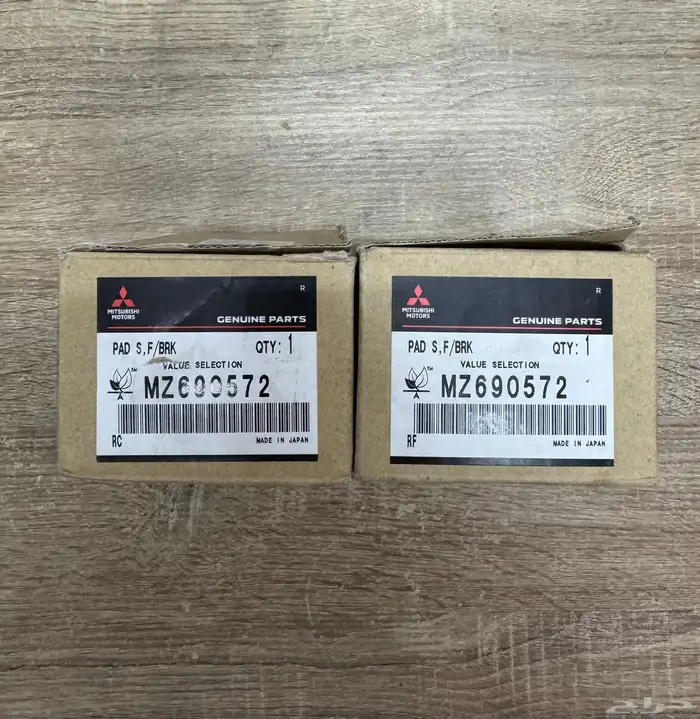 R
MITSUBISHI
MOTORS
GENUINE PARTS
PAD S,F/BRK QTY: 1
VALUE SELECTION
MZ690572
RC MADE IN JAPAN
R
MITSUBISHI
MOTORS
GENUINE PARTS
PAD S,F/BRK QTY: 1
VALUE SELECTION
MZ690572
RF MADE IN JAPAN
حراج